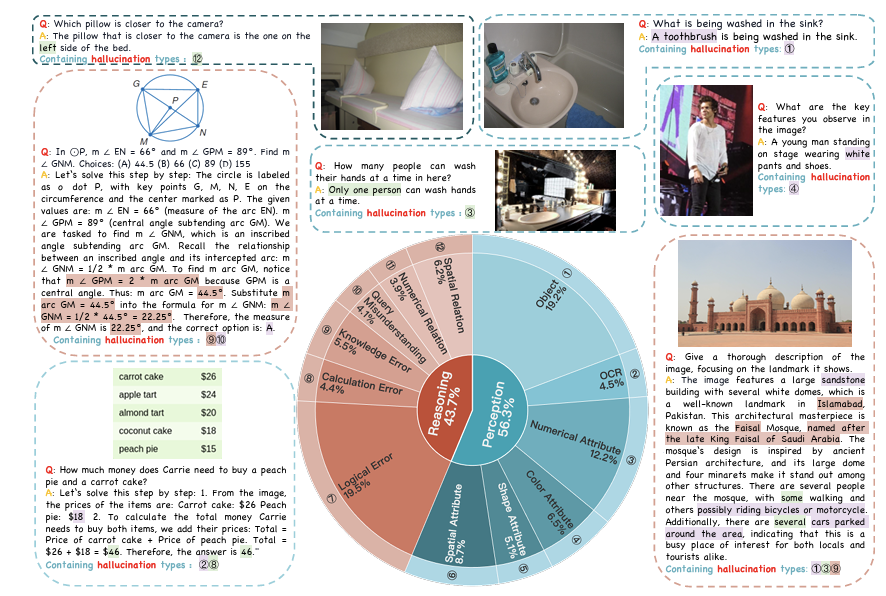 Q: Which pillow is closer to the camera?
A: The pillow that is closer to the camera is the one on the
left side of the bed.
Containing hallucination types : ⑫
Q: What is being washed in the sink?
A: A toothbrush is being washed in the sink.
Containing hallucination types: ①
G
E
P
N
M
Q: In ⊙P, m ∠ EN = 66° and m ∠ GPM = 89°. Find m
∠ GNM. Choices: (A) 44.5 (B) 66 (C) 89 (D) 155
A: Let's solve this step by step: The circle is labeled
as o dot P, with key points G, M, N, E on the
circumference and the center marked as P. The given
values are: m ∠ EN = 66° (measure of the arc EN). m
∠ GPM = 89° (central angle subtending arc GM). We
are tasked to find m ∠ GNM, which is an inscribed
angle subtending arc GM. Recall the relationship
between an inscribed angle and its intercepted arc: m
∠ GNM = 1/2 * m arc GM. To find m arc GM, notice
that m ∠ GPM = 2 * m arc GM because GPM is a
central angle. Thus: m arc GM = 44.5°. Substitute m
arc GM = 44.5° into the formula for m ∠ GNM: m ∠
GNM = 1/2 * 44.5° = 22.25°. Therefore, the measure
of m ∠ GNM is 22.25°, and the correct option is: A.
Containing hallucination types : ⑨⑩
Q: How many people can wash
their hands at a time in here?
A: Only one person can wash hands
at a time.
Containing hallucination types : ③
Q: What are the key
features you observe in
the image?
A: A young man standing
on stage wearing white
pants and shoes.
Containing hallucination
types: ④
carrot cake $26
apple tart $24
almond tart $20
coconut cake $18
peach pie $15
Q: How much money does Carrie need to buy a peach
pie and a carrot cake?
A: Let's solve this step by step: 1. From the image,
the prices of the items are: Carrot cake: $26 Peach
pie: $18 2. To calculate the total money Carrie
needs to buy both items, we add their prices: Total =
Price of carrot cake + Price of peach pie. Total =
$26 + $18 = $46. Therefore, the answer is 46."
Containing hallucination types : ②⑧
Perception
56.3%
Reasoning
43.7%
①
Object
19.2%
②
OCR
4.5%
③
Numerical Attribute
12.2%
④
Color Attribute
6.5%
⑤
Shape Attribute
5.1%
⑥
Spatial Attribute
8.7%
⑦
Logical Error
19.5%
⑧
Calculation Error
4.4%
⑨
Knowledge Error
5.5%
⑩
Query
Misunderstanding
4.1%
⑪
Numerical Relation
3.9%
⑫
Spatial Relation
6.2%
Q: Give a thorough description of the
image, focusing on the landmark it shows.
A: The image features a large sandstone
building with several white domes, which is
a well-known landmark in Islamabad,
Pakistan. This architectural masterpiece is
known as the Faisal Mosque, named after
the late King Faisal of Saudi Arabia. The
mosque's design is inspired by ancient
Persian architecture, and its large dome
and four minarets make it stand out among
other structures. There are several people
near the mosque, with some walking and
others possibly riding bicycles or motorcycle.
Additionally, there are several cars parked
around the area, indicating that this is a
busy place of interest for both locals and
tourists alike.
Containing hallucination types: ①③⑨